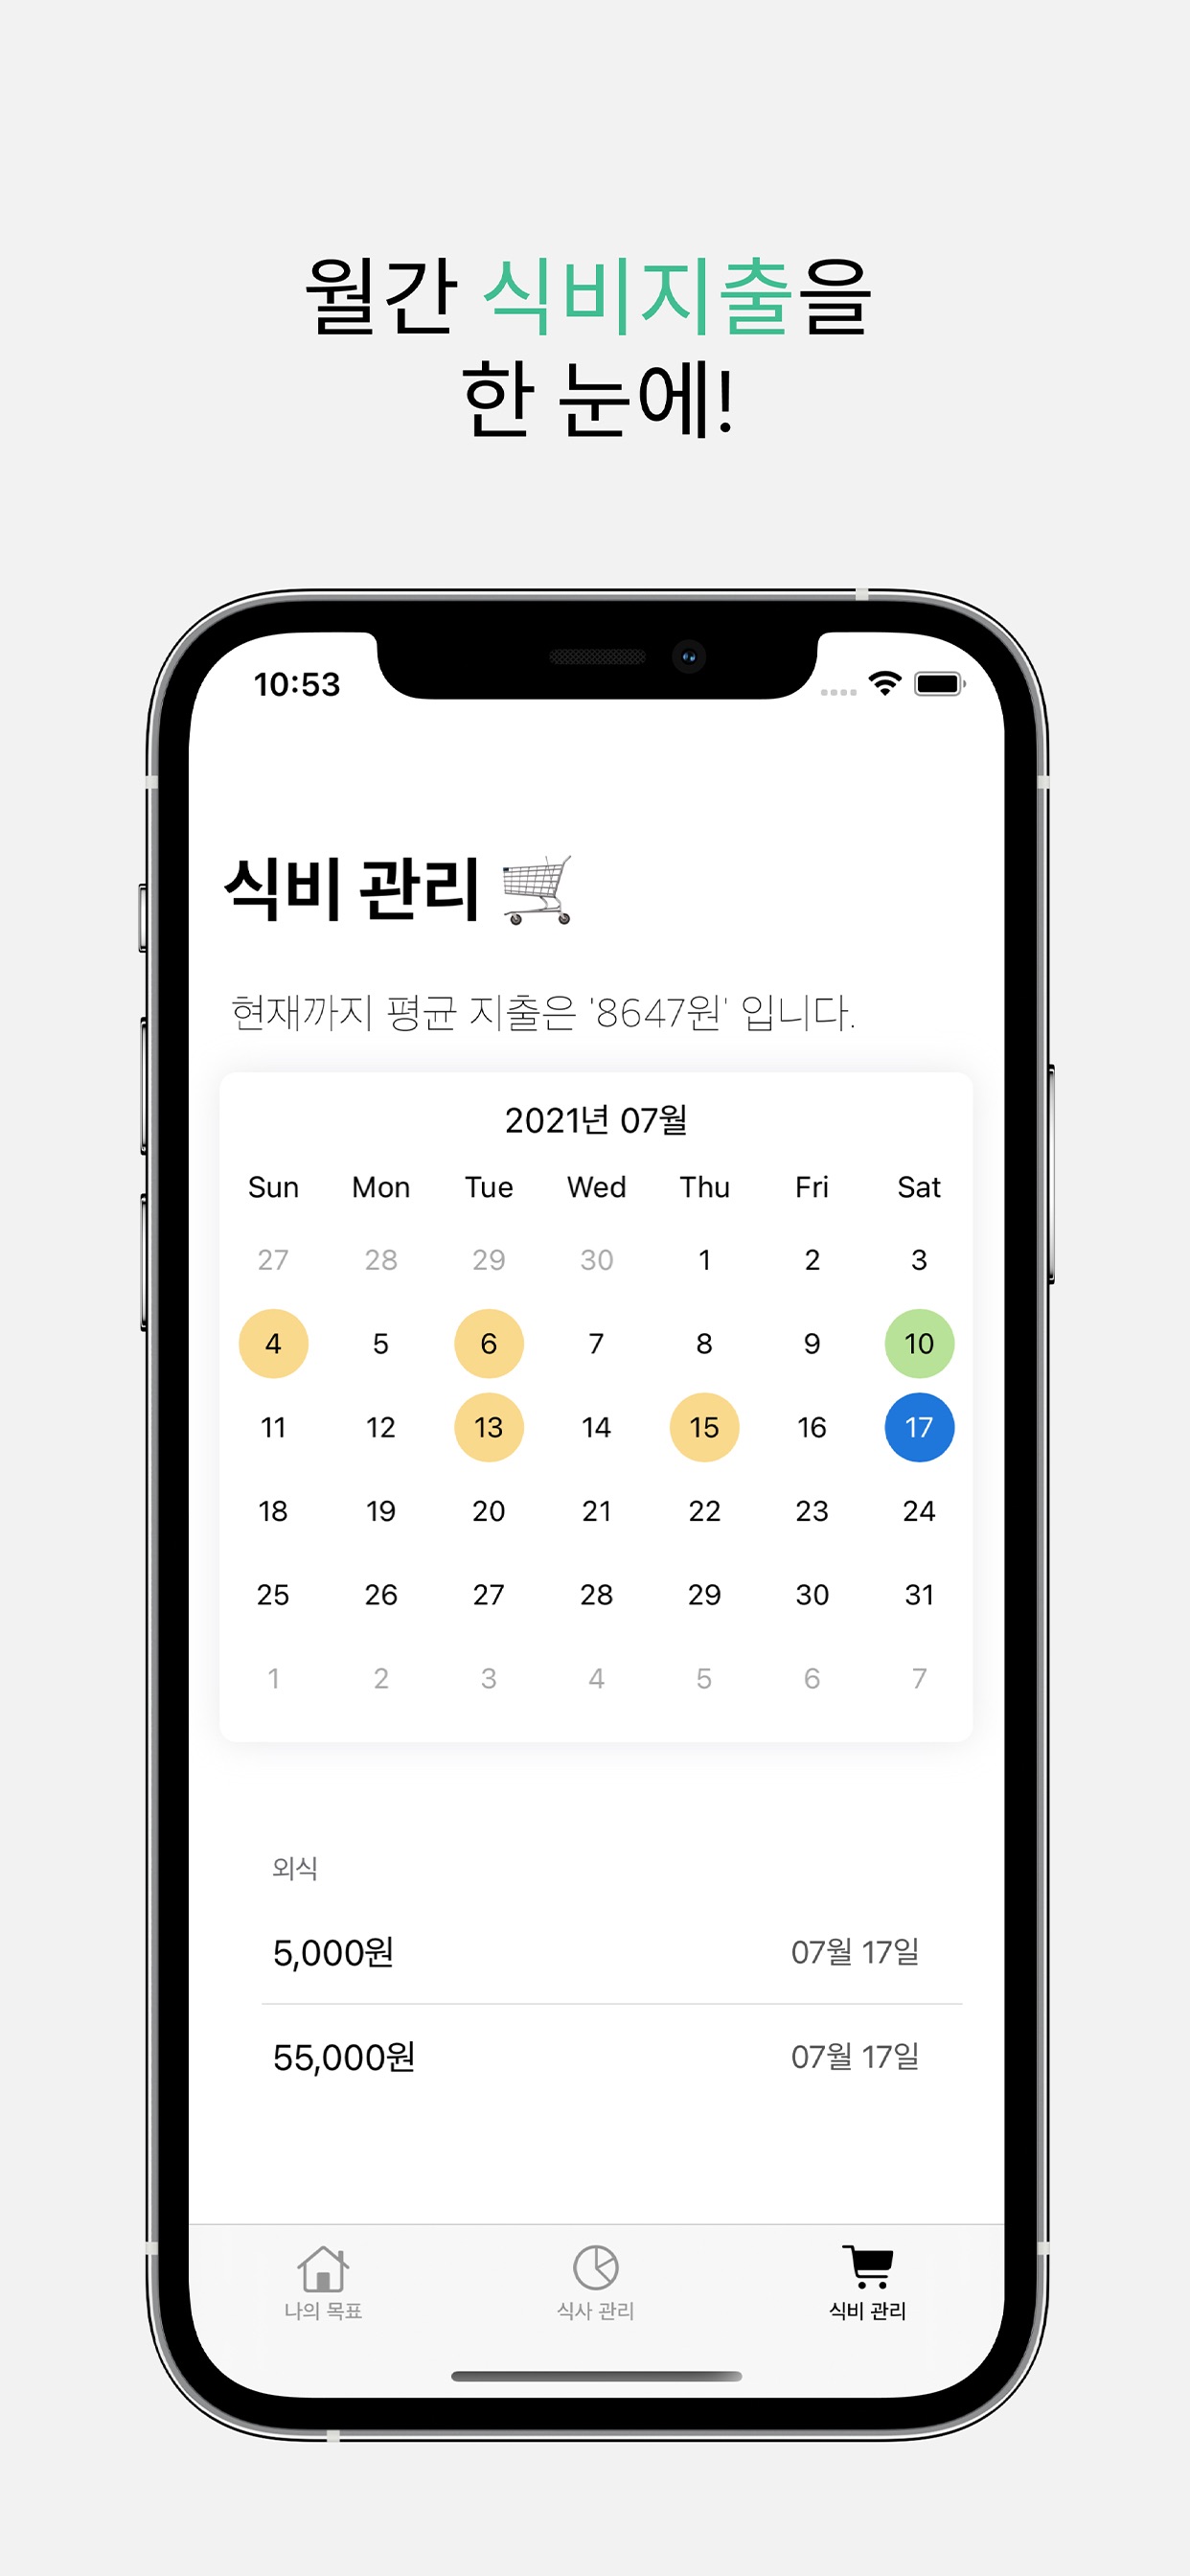 월간 식비지출을
한 눈에!
10:53
식비 관리
현재까지 평균 지출은 '8647원' 입니다.
2021년 07월
Sun Mon Tue Wed Thu Fri Sat
27 28 29 30 1 2 3
4 5 6 7 8 9 10
11 12 13 14 15 16 17
18 19 20 21 22 23 24
25 26 27 28 29 30 31
1 2 3 4 5 6 7
외식
5,000원 07월 17일
55,000원 07월 17일
나의 목표 식사 관리 식비 관리